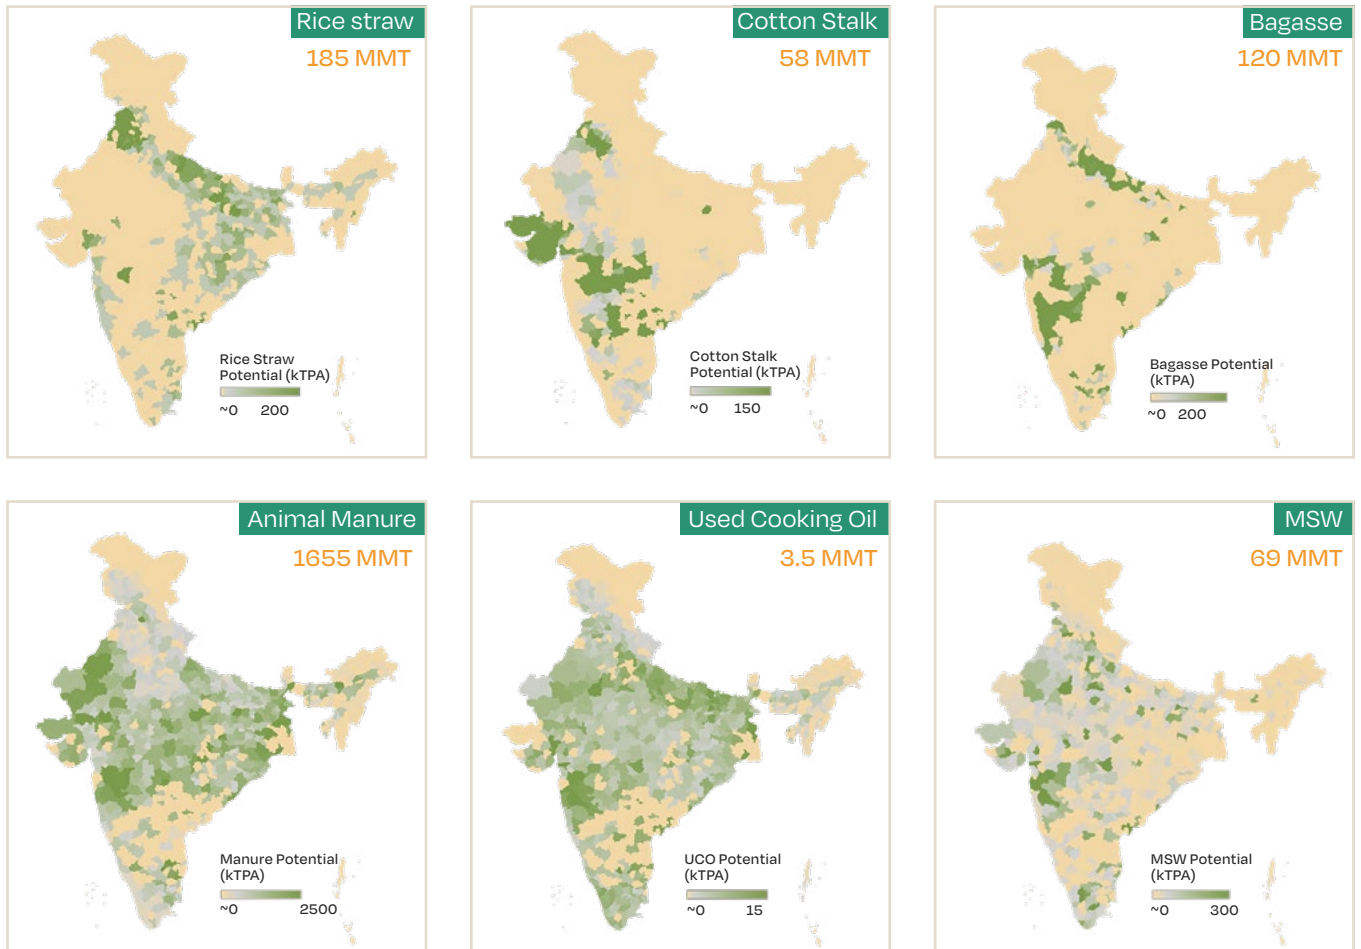 Rice straw
185 MMT
Rice Straw
Potential (kTPA)
~0 200
Cotton Stalk
58 MMT
Cotton Stalk
Potential (kTPA)
~0 150
Bagasse
120 MMT
Bagasse Potential
(kTPA)
~0 200
Animal Manure
1655 MMT
Manure Potential
(kTPA)
~0 2500
Used Cooking Oil
3.5 MMT
UCO Potential
(kTPA)
~0 15
MSW
69 MMT
MSW Potential
(kTPA)
~0 300